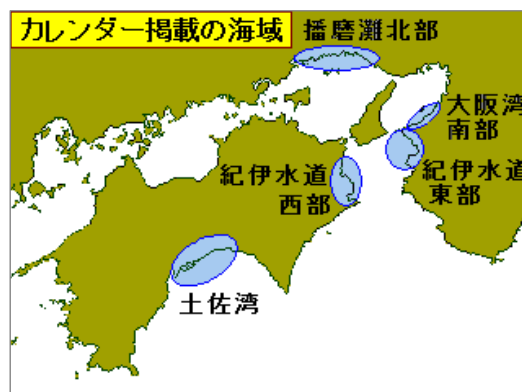 カレンダー掲載の海域
播磨灘北部
大阪湾
南部
紀伊水道
東部
紀伊水道
西部
土佐湾